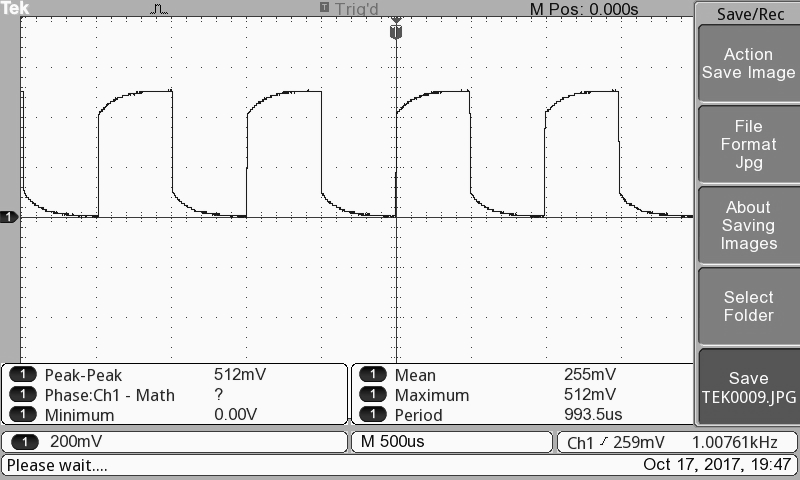 Tek
T Trig'd
M Pos: 0.000s
Save/Rec
T
Action
Save Image
File
Format
Jpg
About
Saving
Images
Select
Folder
Save
TEK0009.JPG
1
1 Peak-Peak 512mV
1 Phase:Ch1 - Math ?
1 Minimum 0.00V
1 Mean 255mV
1 Maximum 512mV
1 Period 993.5us
1 200mV
M 500us
Ch1 259mV 1.00761kHz
Please wait....
Oct 17, 2017, 19:47